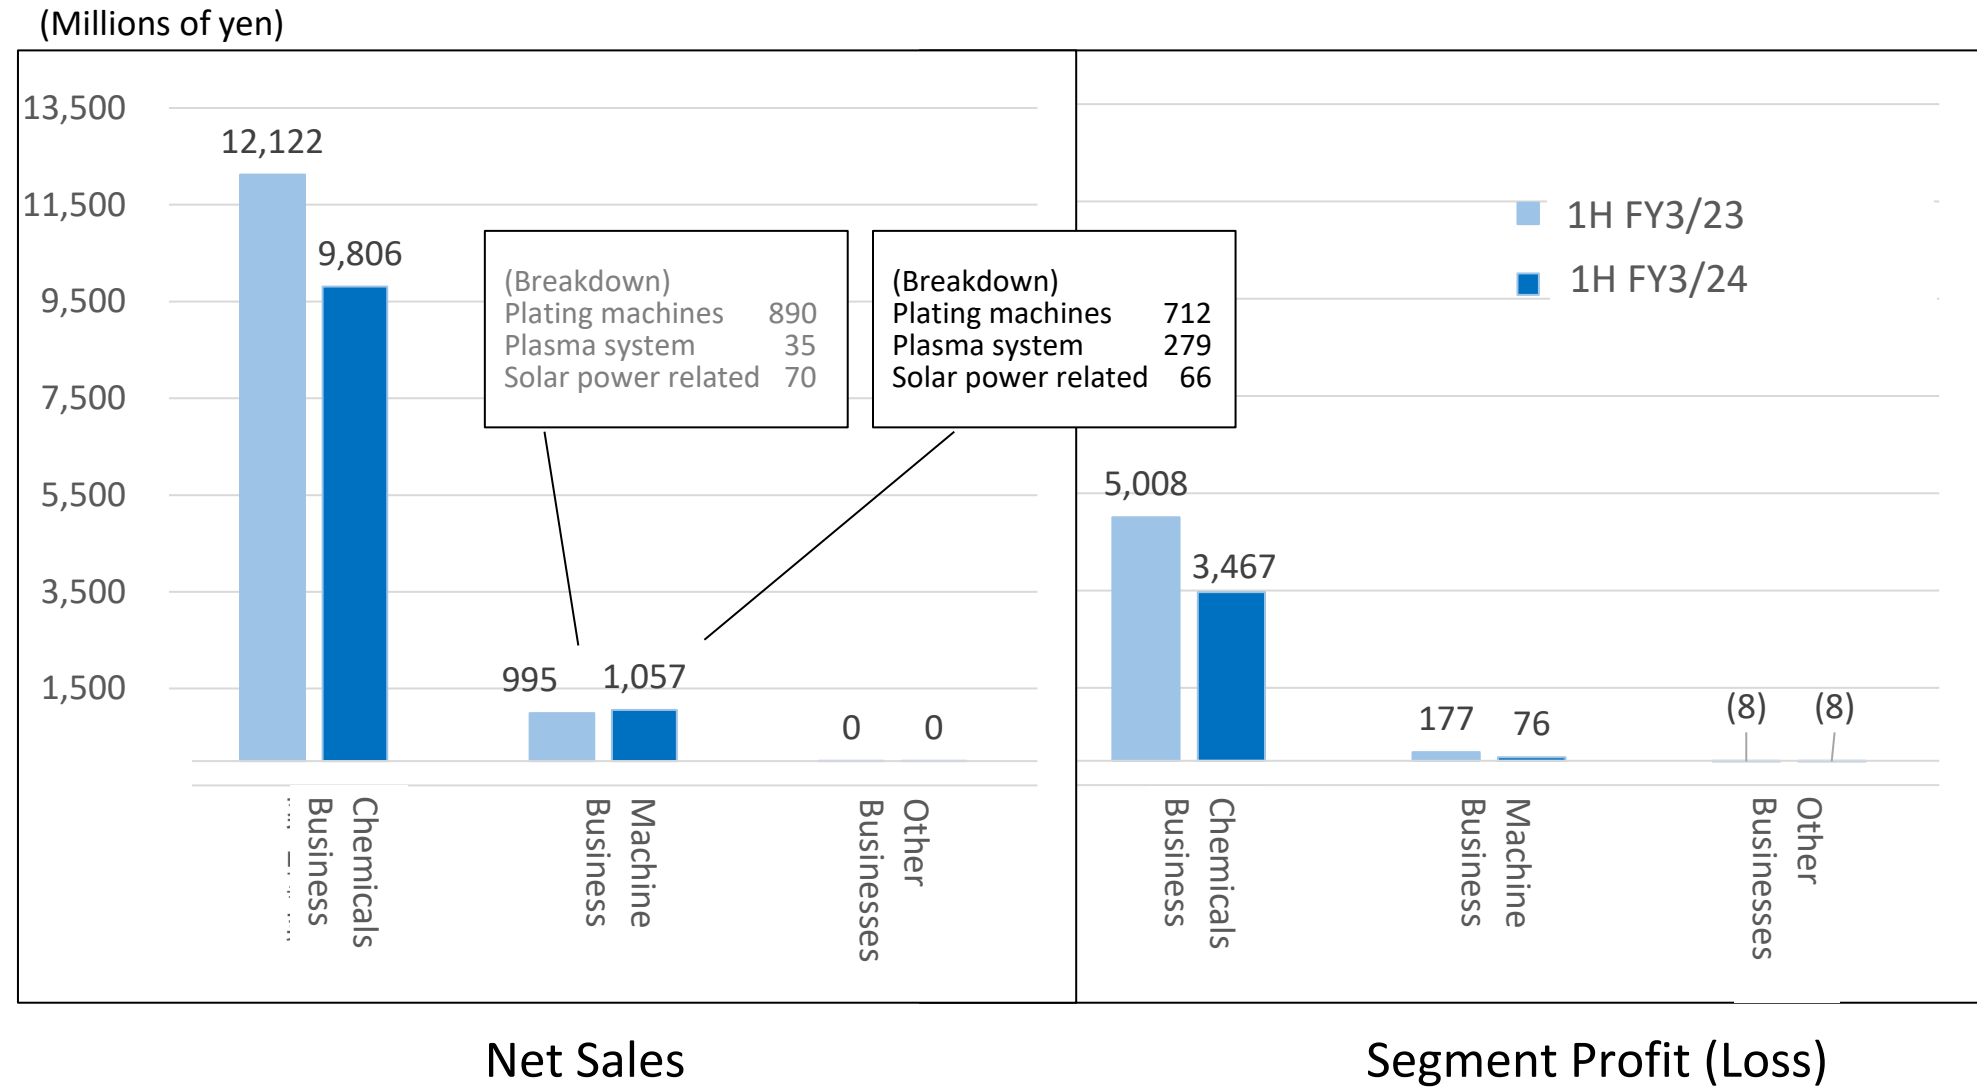 (Millions of yen)
13,500
11,500
9,500
7,500
5,500
3,500
1,500
12,122
9,806
995
1,057
0
0
(Breakdown)
Plating machines 890
Plasma system 35
Solar power related 70
(Breakdown)
Plating machines 712
Plasma system 279
Solar power related 66
Chemicals
Business
Machine
Business
Other
Businesses
1H FY3/23
1H FY3/24
5,008
3,467
177
76
(8)
(8)
Chemicals
Business
Machine
Business
Other
Businesses
Net Sales
Segment Profit (Loss)